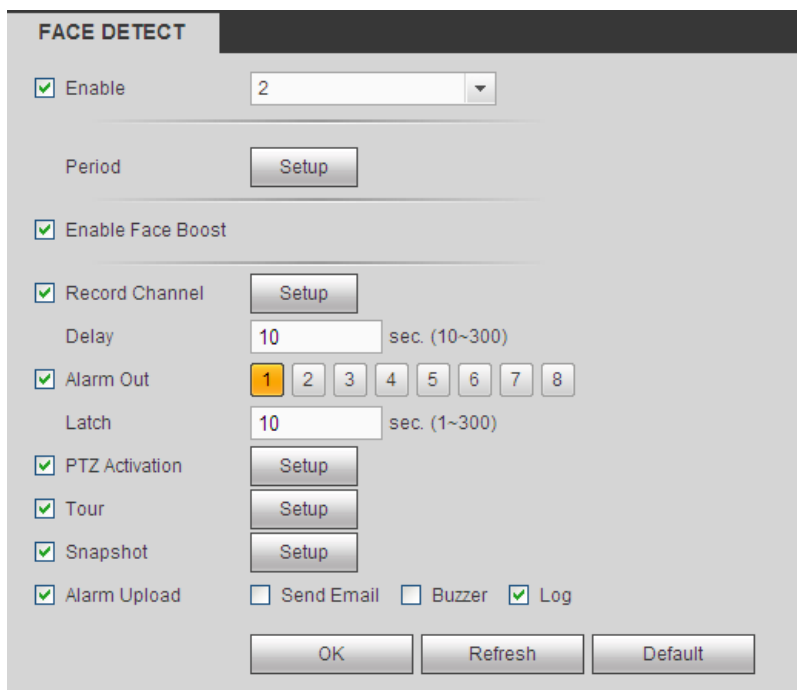 FACE DETECT
Enable 2
Period Setup
Enable Face Boost
Record Channel Setup
Delay 10 sec. (10~300)
Alarm Out 1 2 3 4 5 6 7 8
Latch 10 sec. (1~300)
PTZ Activation Setup
Tour Setup
Snapshot Setup
Alarm Upload Send Email Buzzer Log
OK Refresh Default